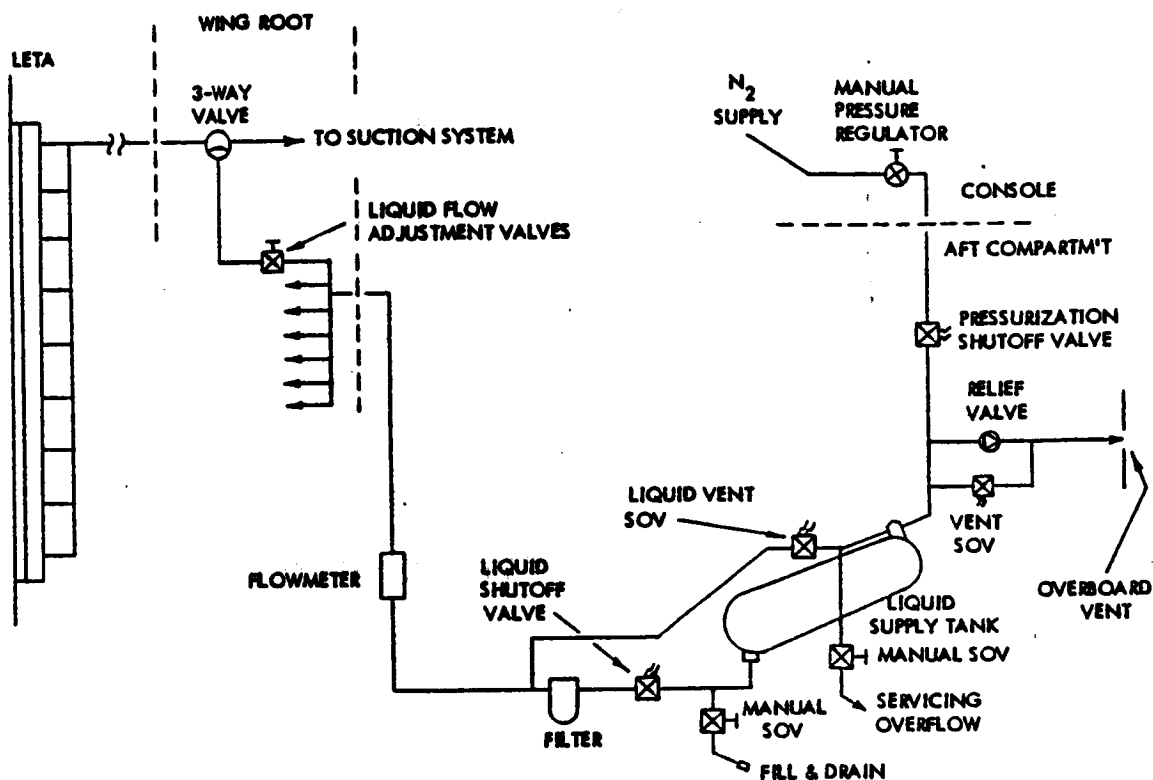 WING ROOT
LETA
3-WAY
VALVE
TO SUCTION SYSTEM
LIQUID FLOW
ADJUSTMENT VALVES
N2
SUPPLY
MANUAL
PRESSURE
REGULATOR
CONSOLE
AFT COMPARTM'T
PRESSURIZATION
SHUTOFF VALVE
RELIEF
VALVE
VENT
SOV
OVERBOARD
VENT
LIQUID VENT
SOV
LIQUID
SHUTOFF
VALVE
FLOWMETER
LIQUID
SUPPLY TANK
MANUAL SOV
SERVICING
OVERFLOW
MANUAL
SOV
FILTER
FILL & DRAIN